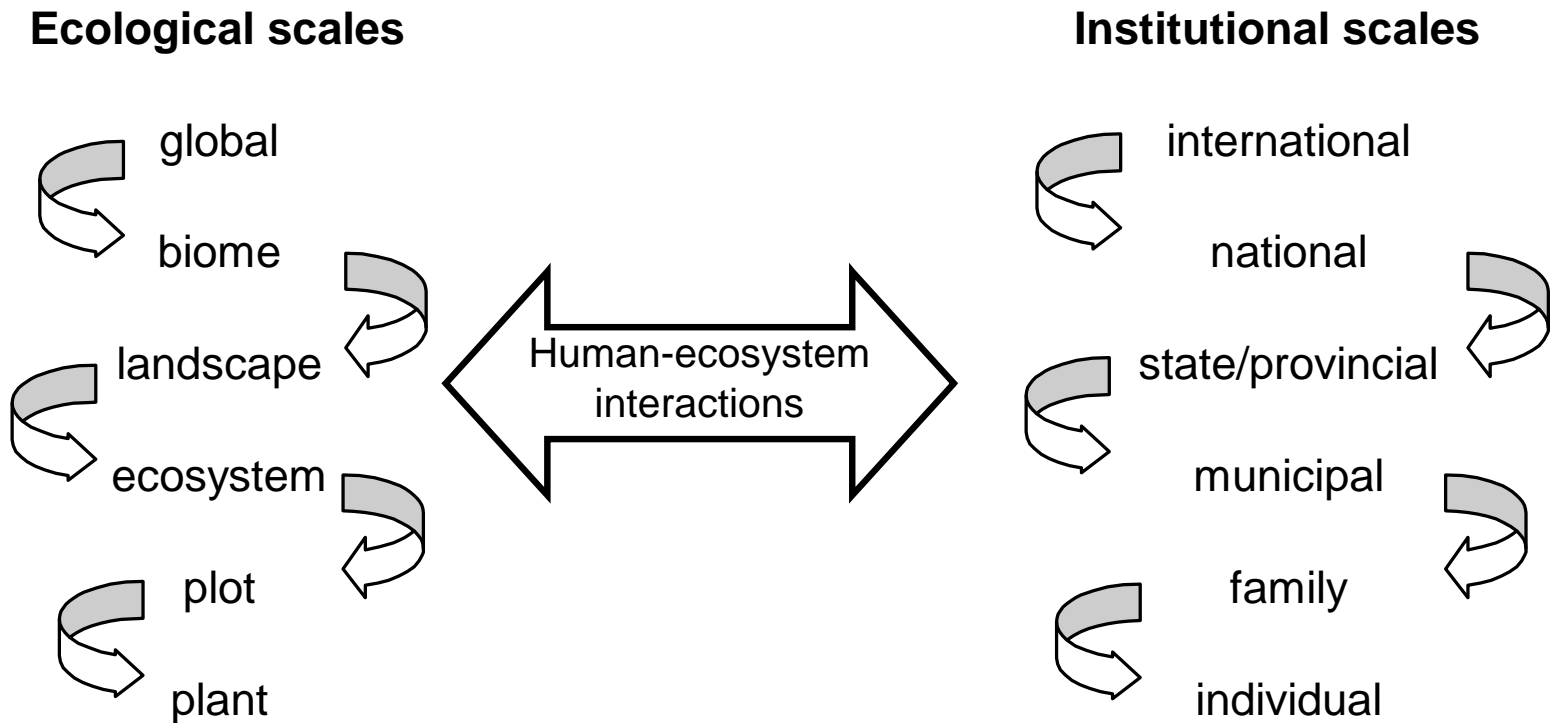 Ecological scales
global
biome
landscape
ecosystem
plot
plant
Human-ecosystem
interactions
Institutional scales
international
national
state/provincial
municipal
family
individual